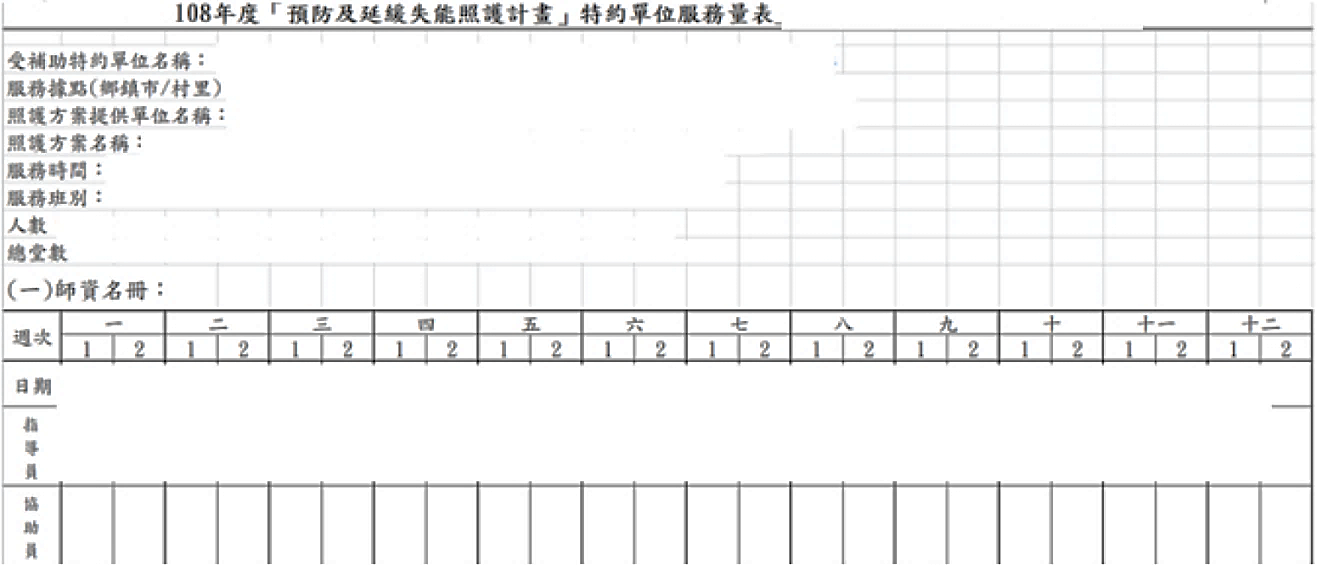 108年度「預防及延緩失能照護計畫」特約單位服務量表
受補助特約單位名稱：
服務據點(鄉鎮市/村里)
照護方案提供單位名稱：
照護方案名稱：
服務時間：
服務班別：
人數
總堂數
(一)師資名冊：
週次 一 二 三 四 五 六 七 八 九 十 十一 十二
1 2 1 2 1 2 1 2 1 2 1 2 1 2 1 2 1 2 1 2 1 2 1 2
日期
指導員
協助員